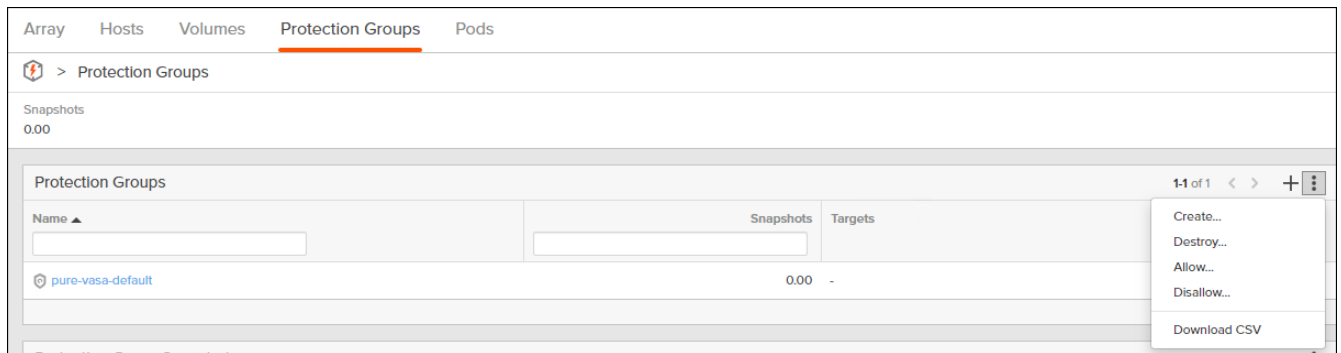 Array Hosts Volumes Protection Groups Pods
> Protection Groups
Snapshots
0.00
Protection Groups 1-1 of 1 < > +
Name ▲ Snapshots Targets
pure-vasa-default 0.00 -
Create...
Destroy...
Allow...
Disallow...
Download CSV